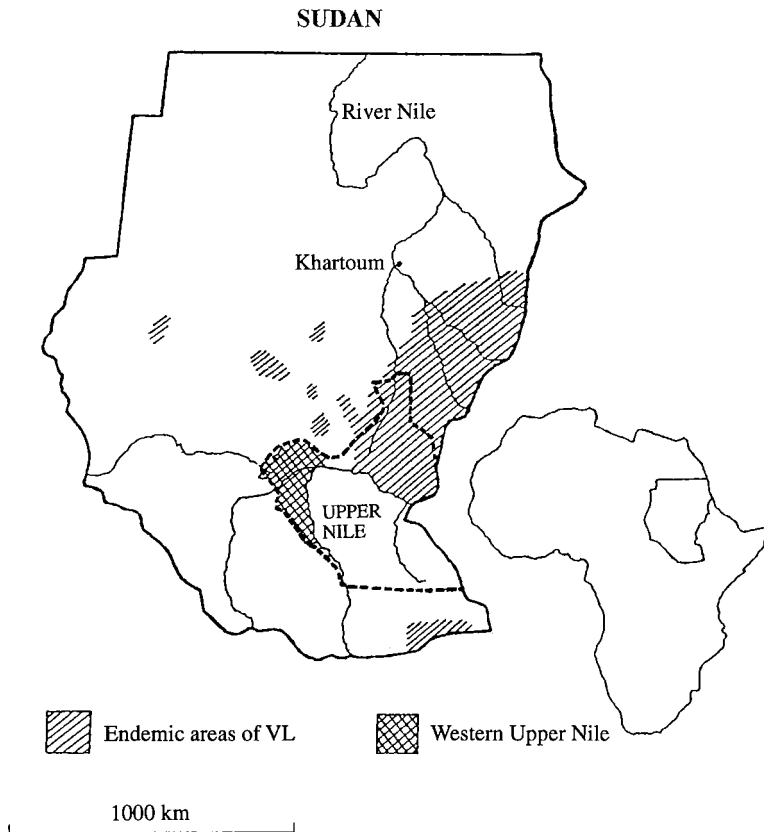 SUDAN
River Nile
Khartoum
UPPER
NILE
Endemic areas of VL
Western Upper Nile
1000 km